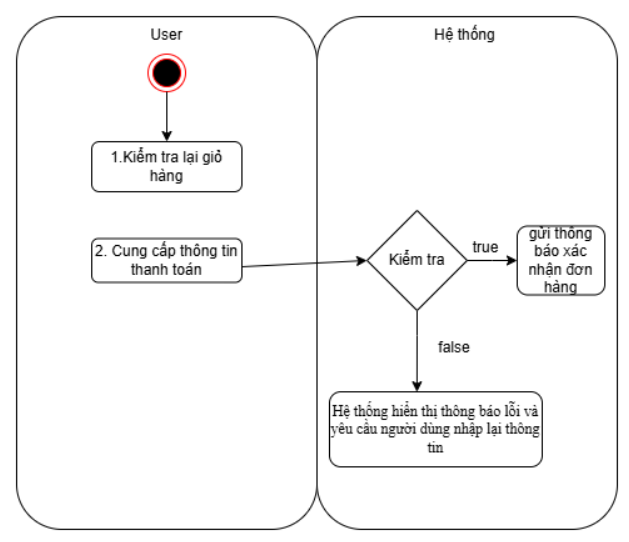 User
Hệ thống
1.Kiểm tra lại giỏ
hàng
2. Cung cấp thông tin
thanh toán
Kiểm tra
true
gửi thông
báo xác
nhận đơn
hàng
false
Hệ thống hiển thị thông báo lỗi và
yêu cầu người dùng nhập lại thông
tin